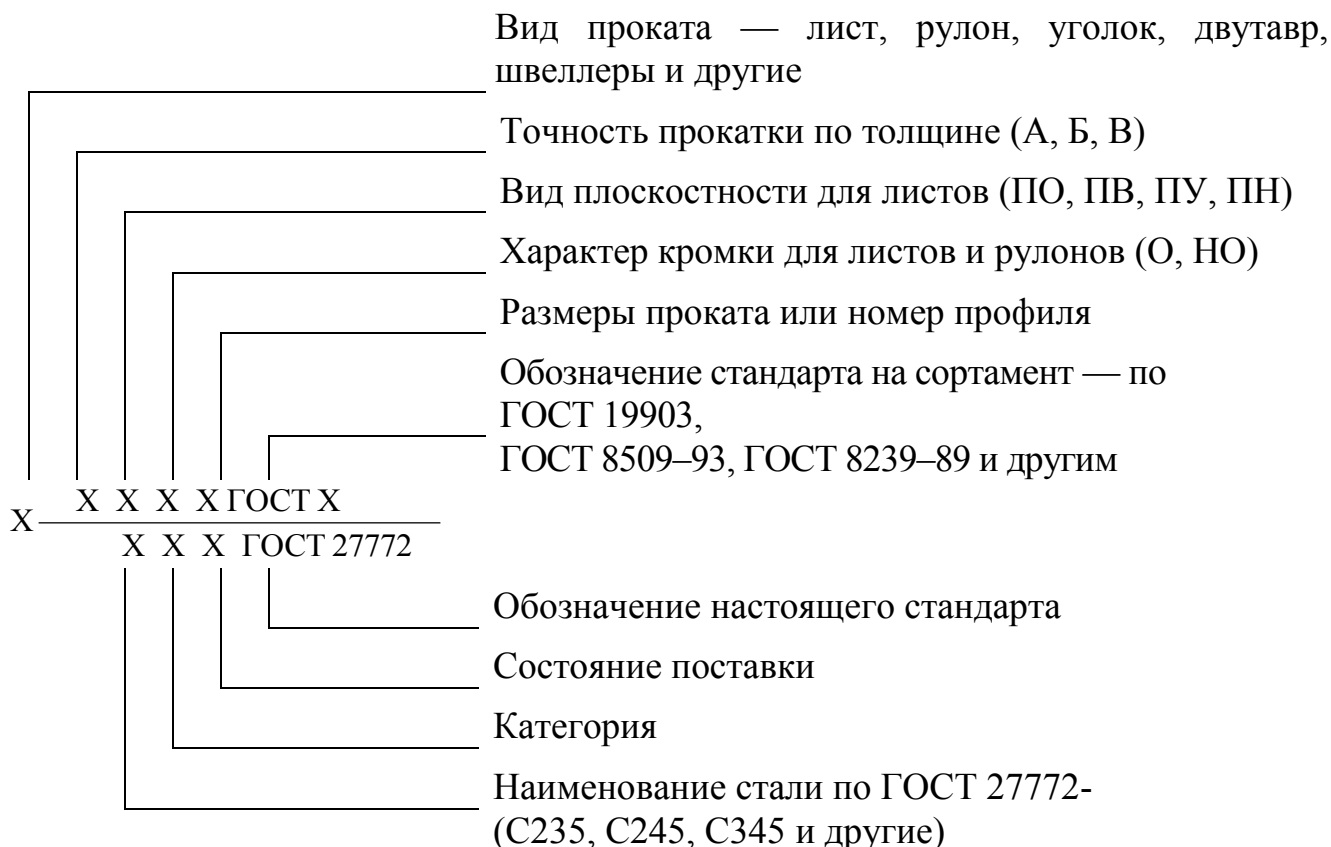 Вид проката — лист, рулон, уголок, двутавр,
швеллеры и другие
Точность прокатки по толщине (А, Б, В)
Вид плоскостности для листов (ПО, ПВ, ПУ, ПН)
Характер кромки для листов и рулонов (О, НО)
Размеры проката или номер профиля
Обозначение стандарта на сортамент — по
ГОСТ 19903,
ГОСТ 8509–93, ГОСТ 8239–89 и другим
Х Х Х Х ГОСТ Х
Х
Х Х Х ГОСТ 27772
Обозначение настоящего стандарта
Состояние поставки
Категория
Наименование стали по ГОСТ 27772-
(С235, С245, С345 и другие)